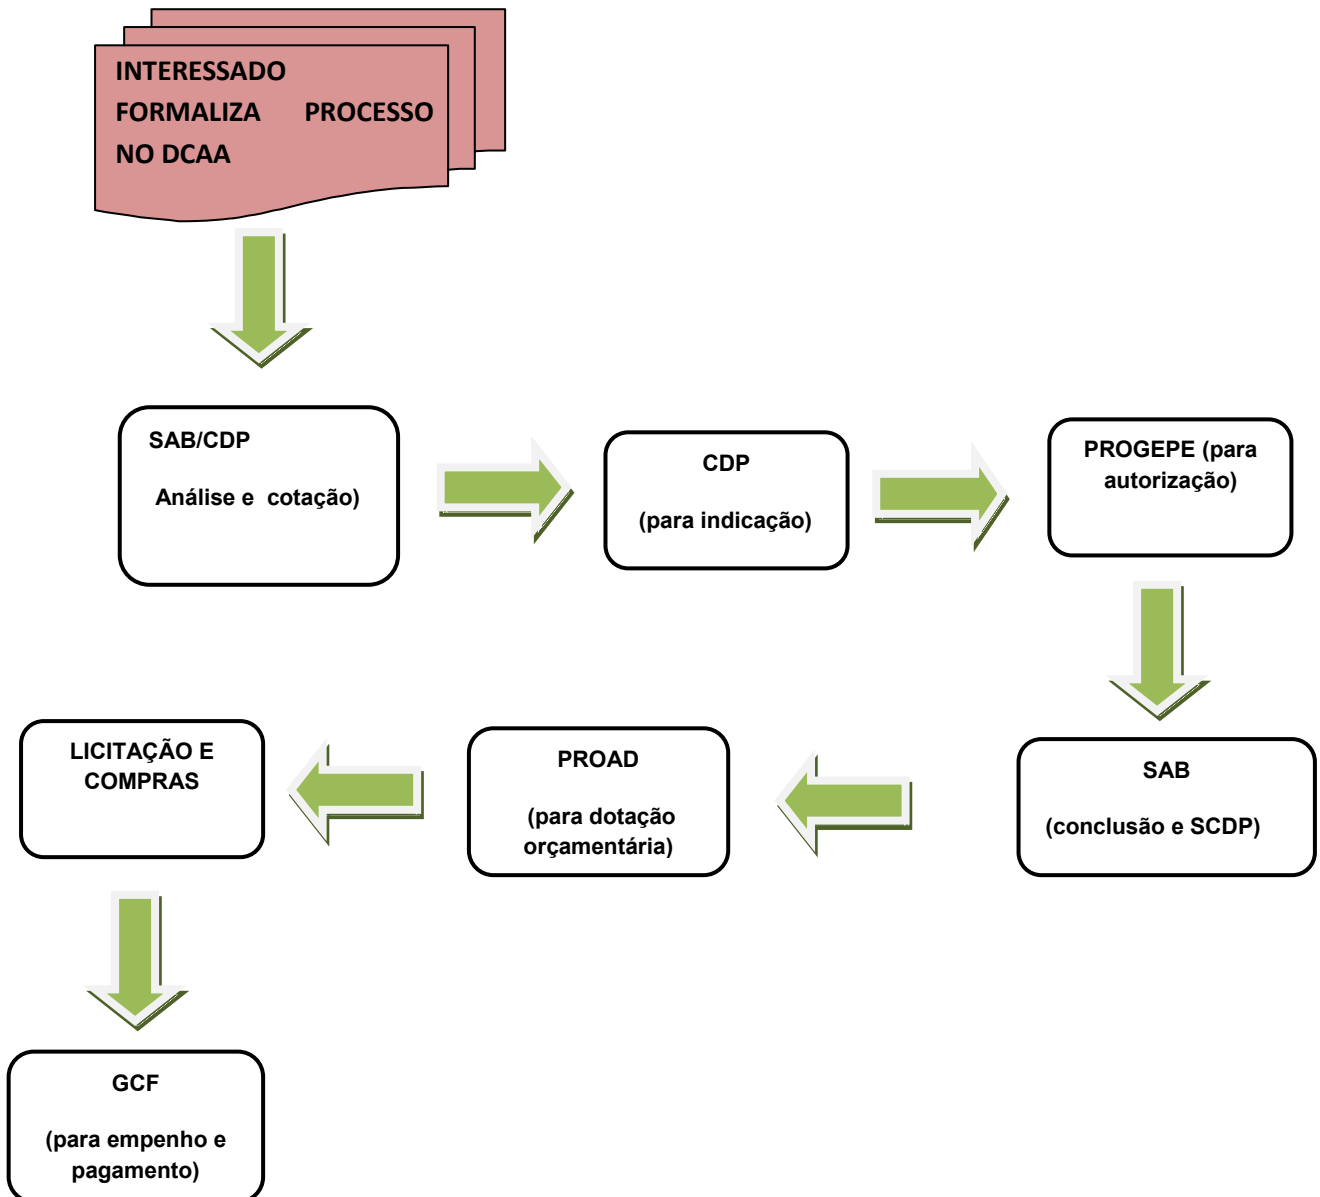 INTERESSADO
FORMALIZA PROCESSO
NO DCAA
SAB/CDP
Análise e cotação)
CDP
(para indicação)
PROGEPE (para
autorização)
SAB
(conclusão e SCDP)
PROAD
(para dotação
orçamentária)
LICITAÇÃO E
COMPRAS
GCF
(para empenho e
pagamento)